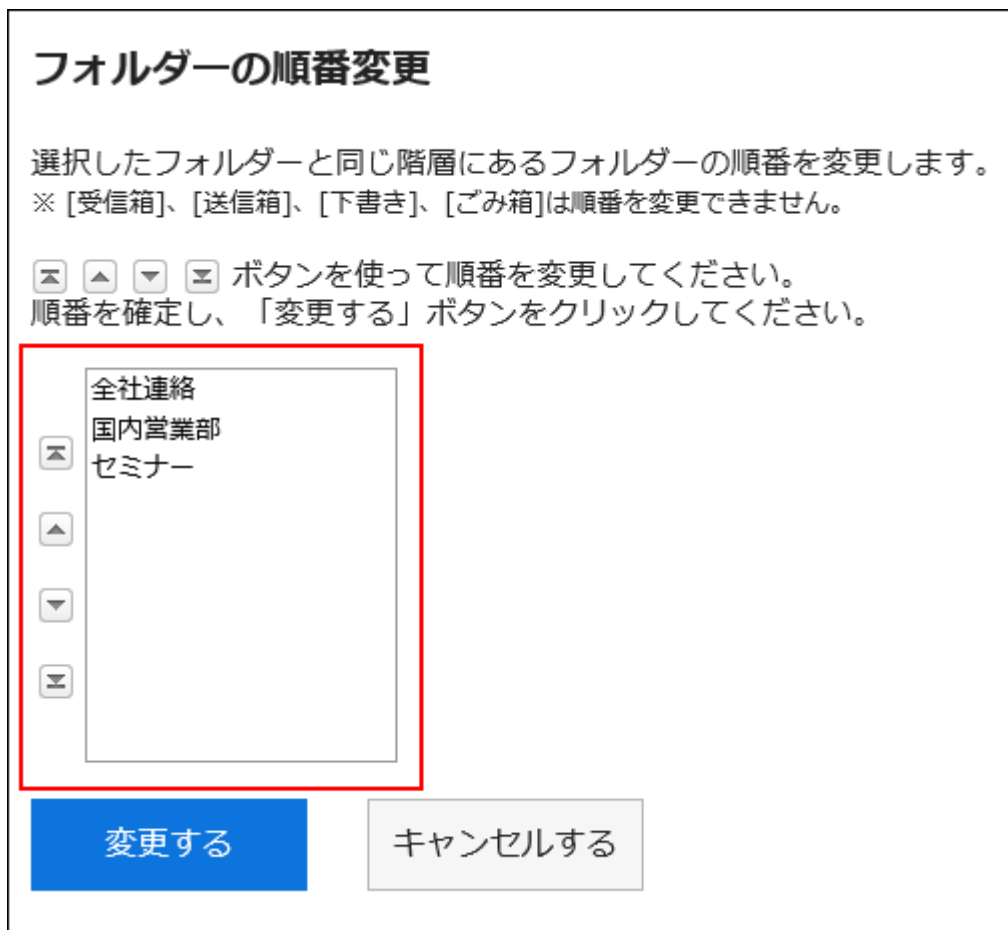 フォルダーの順番変更
選択したフォルダーと同じ階層にあるフォルダーの順番を変更します。
※ [受信箱]、[送信箱]、[下書き]、[ごみ箱]は順番を変更できません。
ボタンを使って順番を変更してください。
順番を確定し、「変更する」ボタンをクリックしてください。
全社連絡
国内営業部
セミナー
変更する
キャンセルする